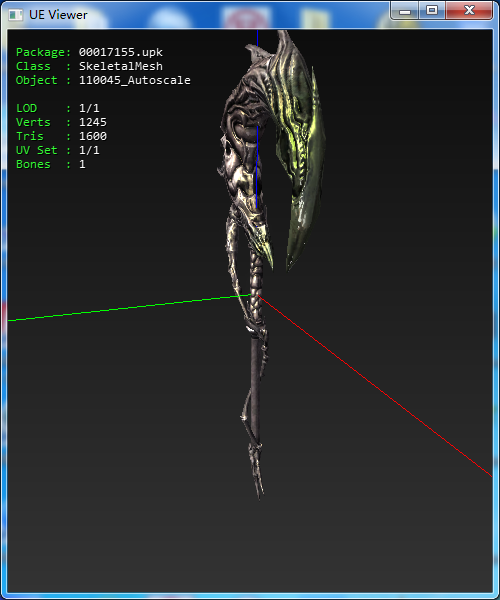 UE Viewer
Package: 00017155.upk
Class : SkeletalMesh
Object : 110045_Autoscale
LOD : 1/1
Verts : 1245
Tris : 1600
UV Set : 1/1
Bones : 1